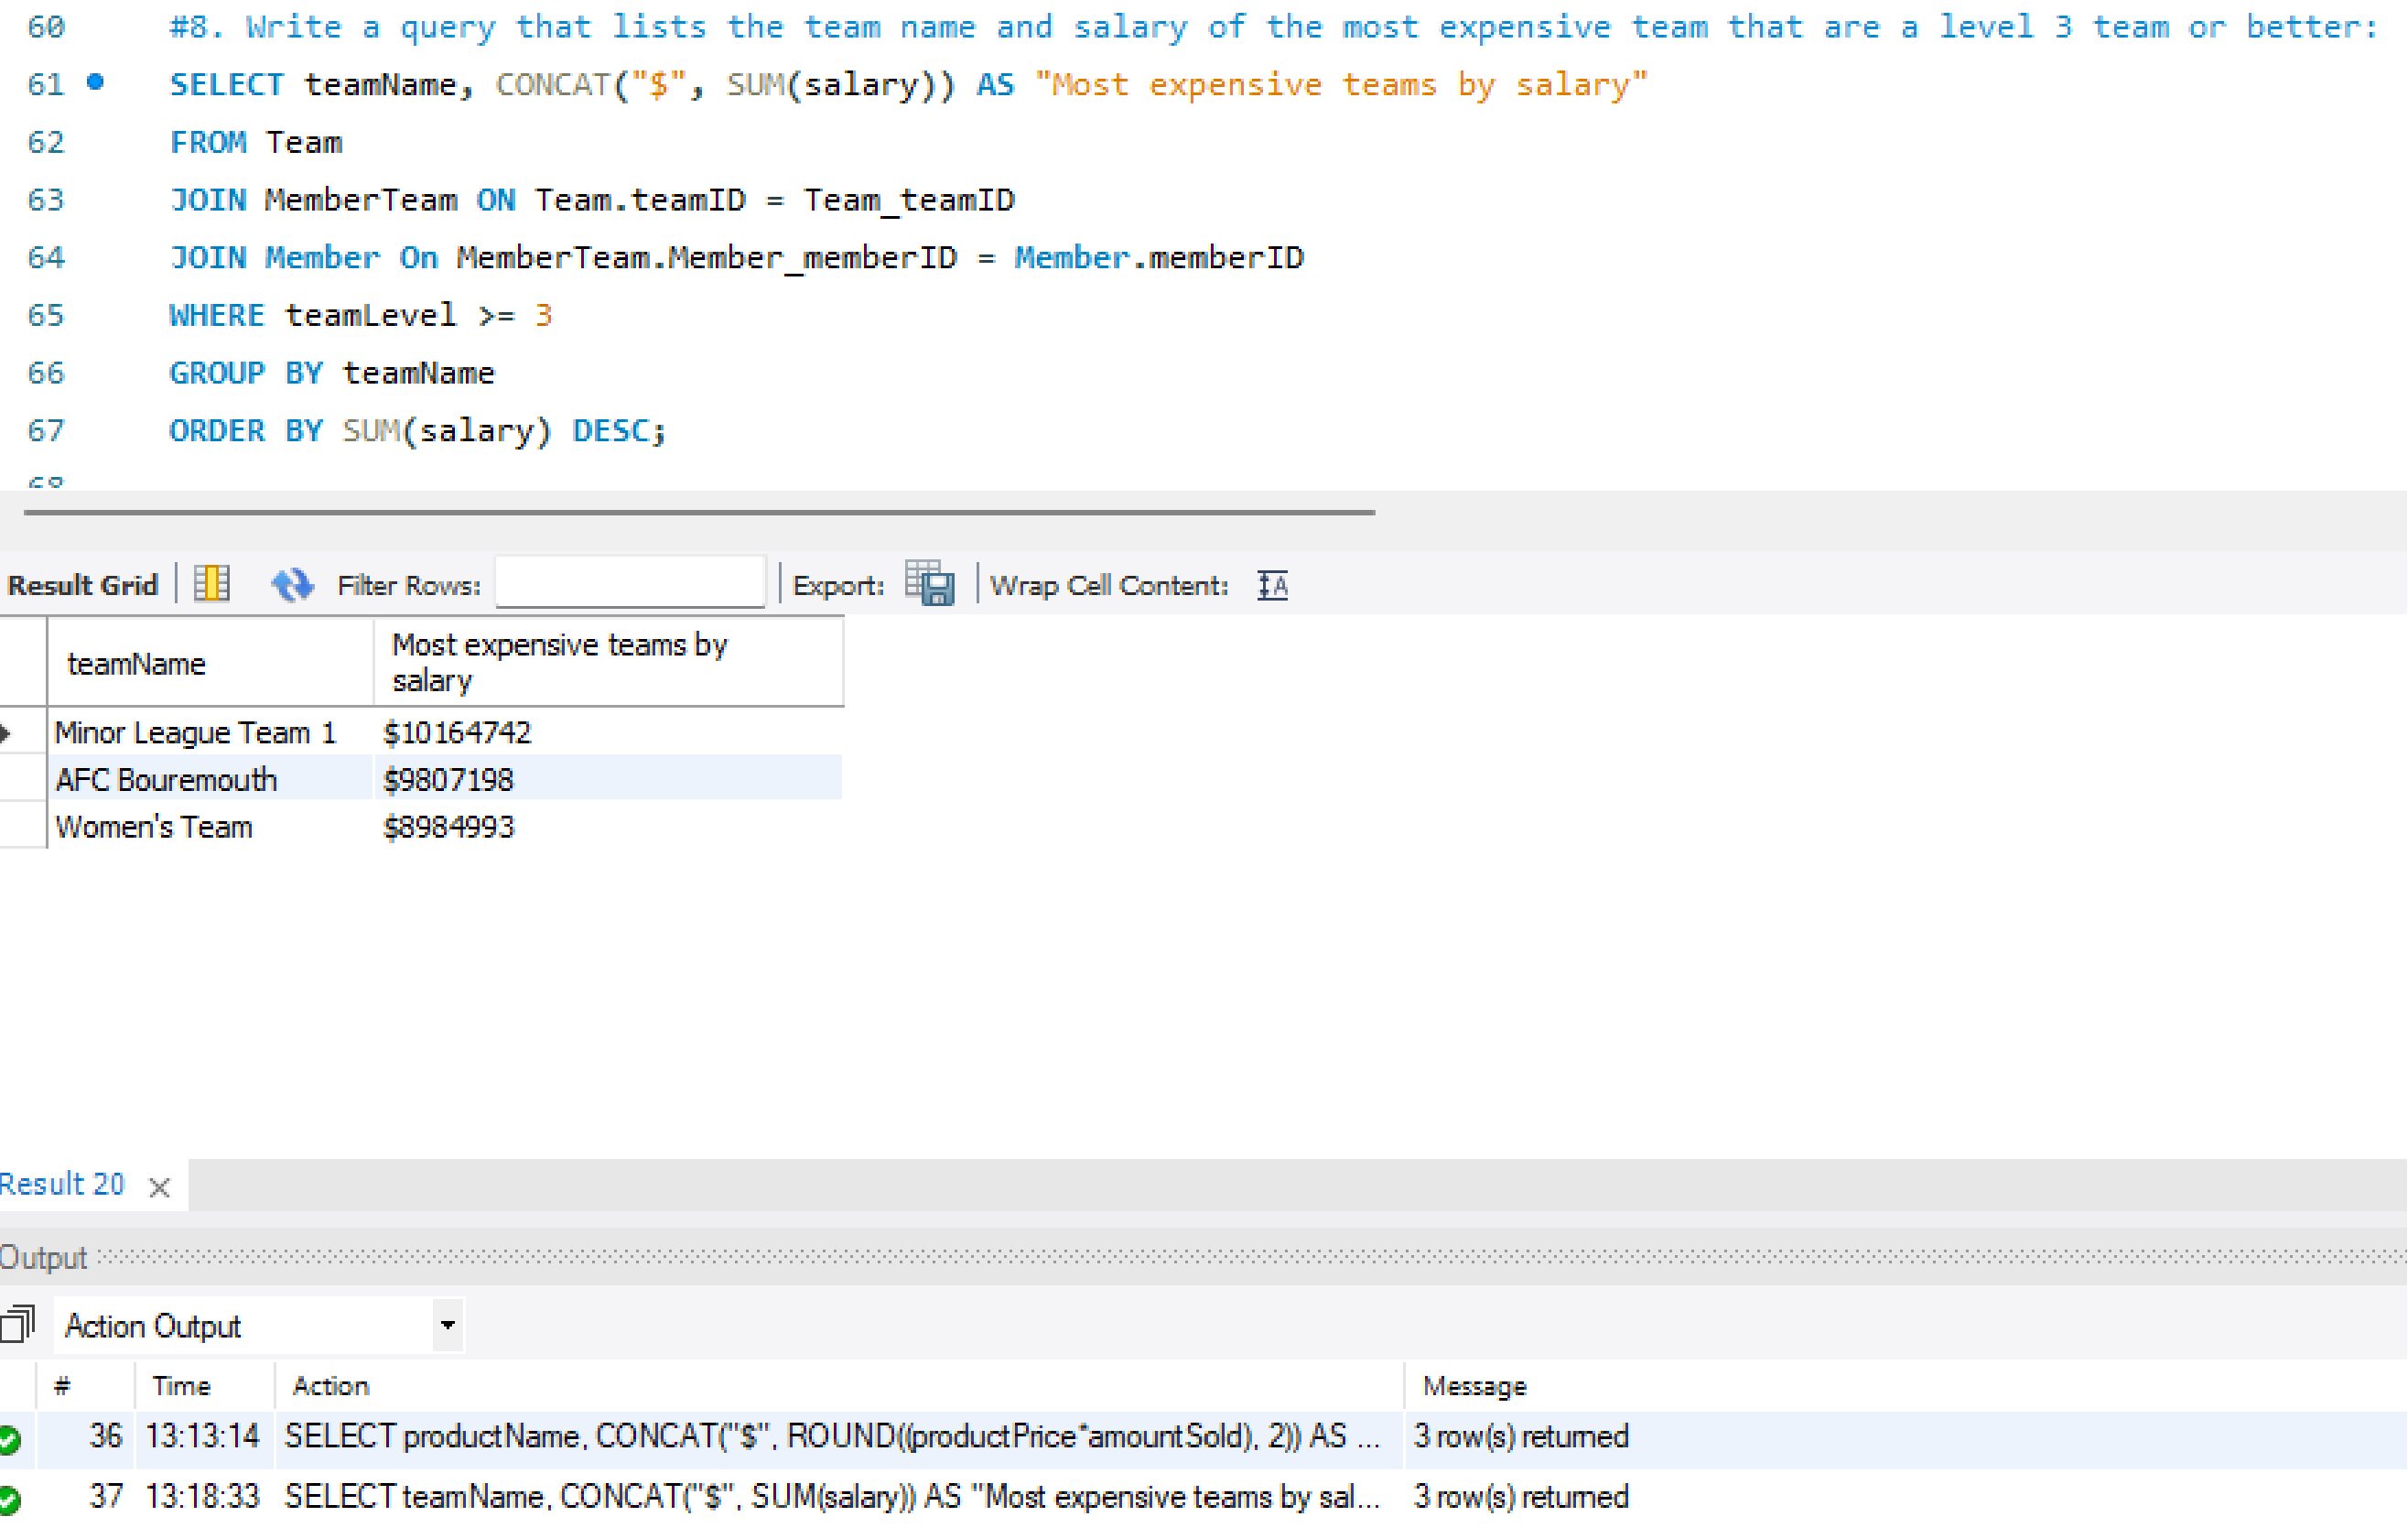 60 #8. Write a query that lists the team name and salary of the most expensive team that are a level 3 team or better:
61 SELECT teamName, CONCAT("$", SUM(salary)) AS "Most expensive teams by salary"
62 FROM Team
63 JOIN MemberTeam ON Team.teamID = Team_teamID
64 JOIN Member On MemberTeam.Member_memberID = Member.memberID
65 WHERE teamLevel >= 3
66 GROUP BY teamName
67 ORDER BY SUM(salary) DESC;
68
Result Grid Filter Rows: Export: Wrap Cell Content: IA
teamName Most expensive teams by
salary
Minor League Team 1 $10164742
AFC Bouremouth $9807198
Women's Team $8984993
Result 20 ×
Output
Action Output
# Time Action Message
36 13:13:14 SELECT productName, CONCAT("$", ROUND((productPrice*amountSold), 2)) AS ... 3 row(s) returned
37 13:18:33 SELECT teamName, CONCAT("$", SUM(salary)) AS "Most expensive teams by sal... 3 row(s) returned